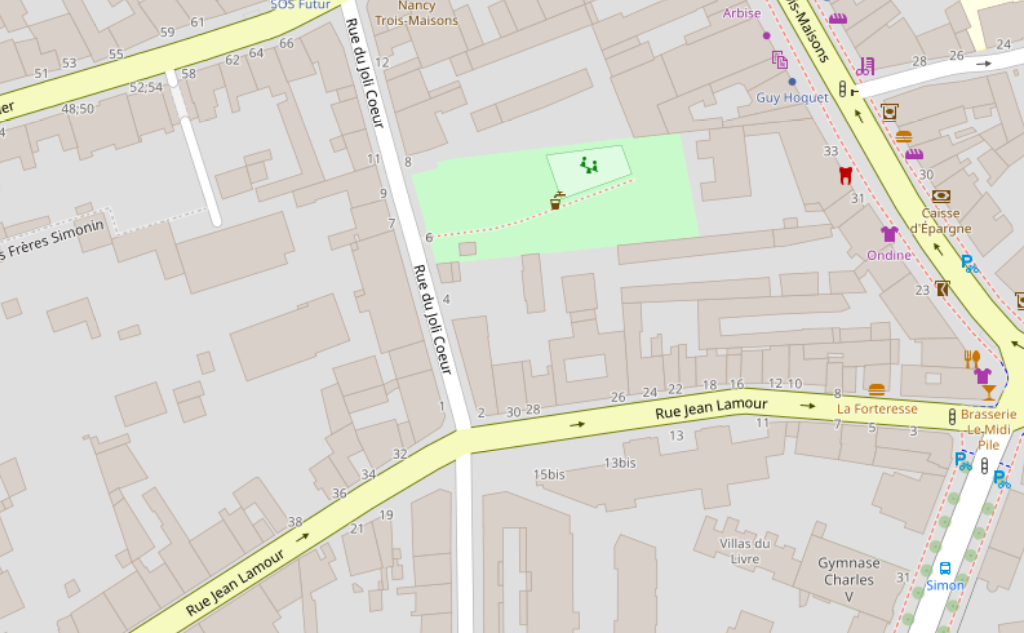 SOS Futur
Nancy
Trois-Maisons
Arbise
is-Maisons
61
59
55
53
51
66
64
62
58
52;54
48;50
er
4
Rue du Joli Coeur
12
24
26
28
Guy Hoquet
33
31
30
11
8
9
7
6
Caisse
d'Épargne
Ondine
23
s Frères Simonin
Rue du Joli Coeur
4
1
2
30
28
26
24
22
18
16
12
10
8
Rue Jean Lamour
La Forteresse
Brasserie
Le Midi
Pile
13
11
7
5
3
32
34
36
38
15bis
13bis
19
21
Rue Jean Lamour
Villas du
Livre
Gymnase
Charles
V
31
Simon